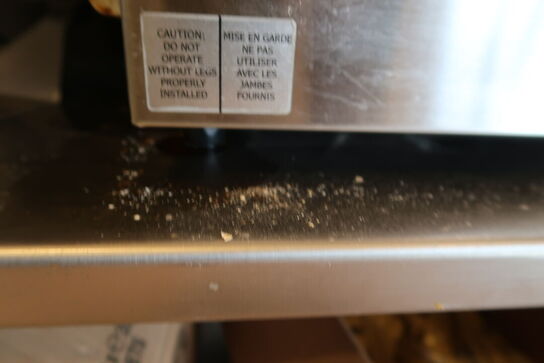 CAUTION:
DO NOT
OPERATE
WITHOUT LEGS
PROPERLY
INSTALLED
MISE EN GARDE
NE PAS
UTILISER
AVEC LES
JAMBES
FOURNIS